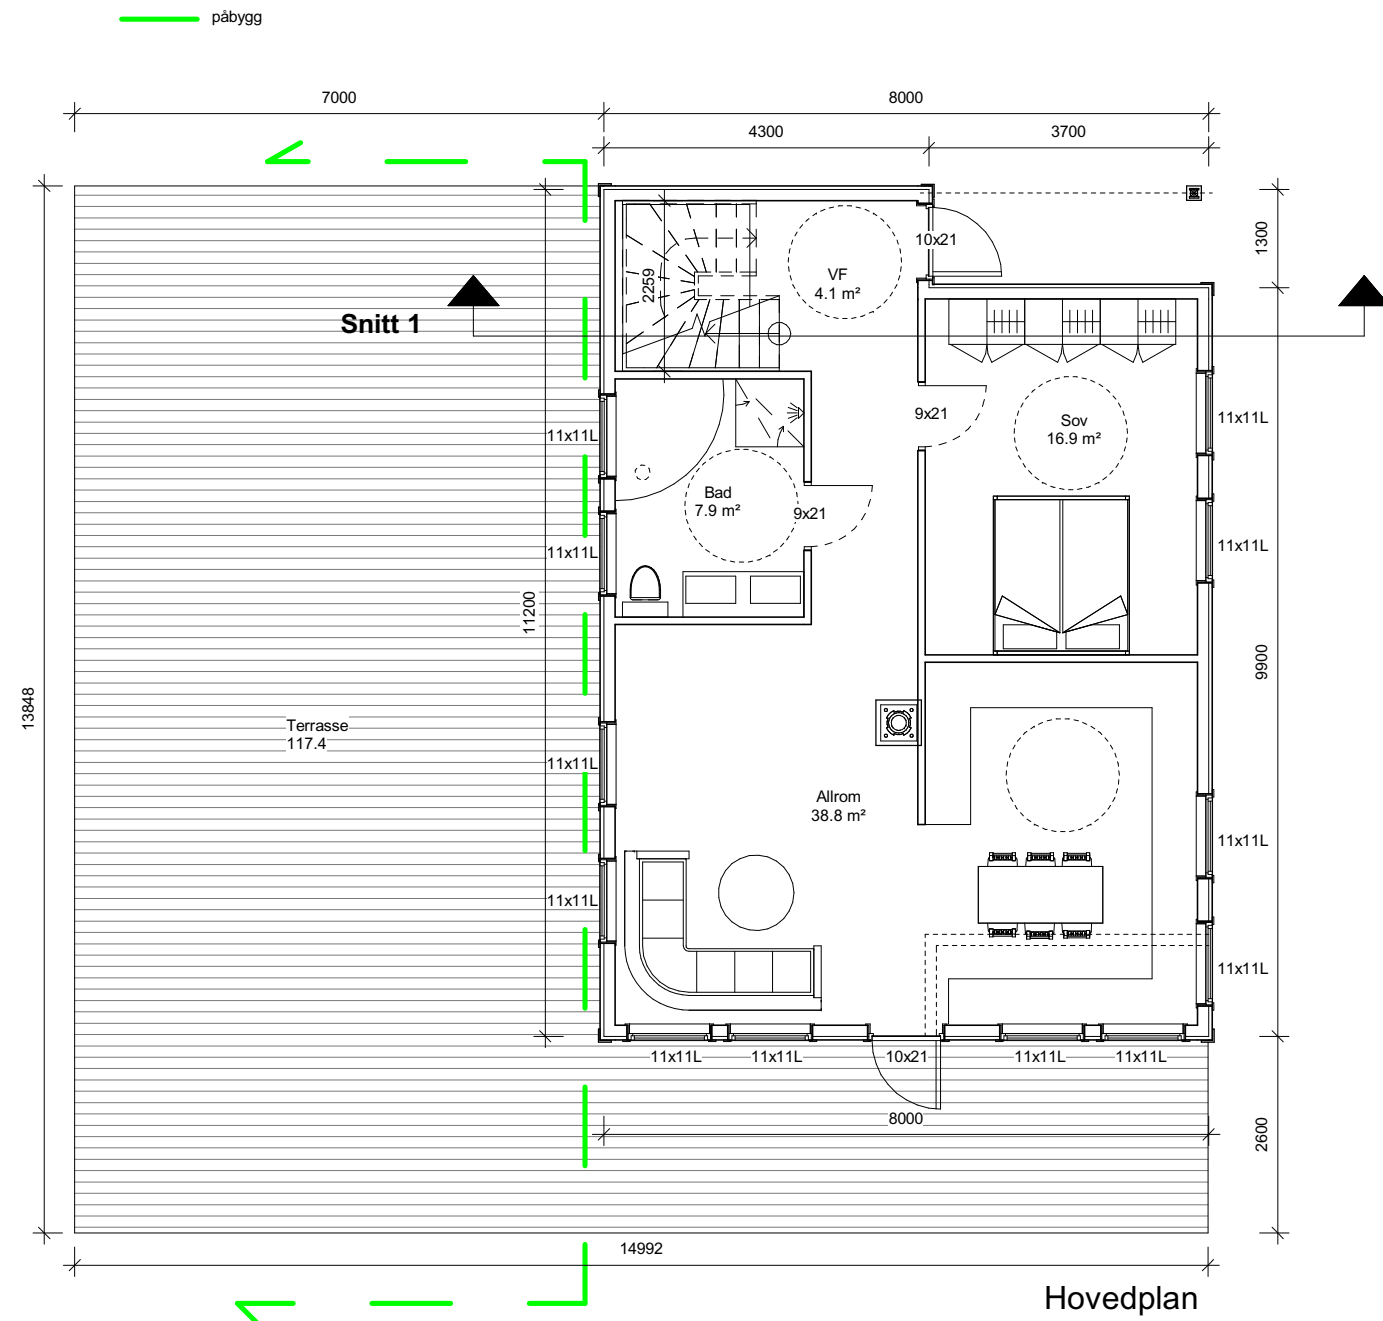 påbygg
7000
8000
4300
3700
10x21
1300
VF
4.1 m²
2259
Snitt 1
9x21
Sov
16.9 m²
11x11L
11x11L
Bad
7.9 m²
9x21
11x11L
11x11L
11200
9900
13848
Terrasse
117.4
11x11L
Allrom
38.8 m²
11x11L
11x11L
11x11L
11x11L
11x11L
10x21
11x11L
11x11L
8000
2600
14992
Hovedplan